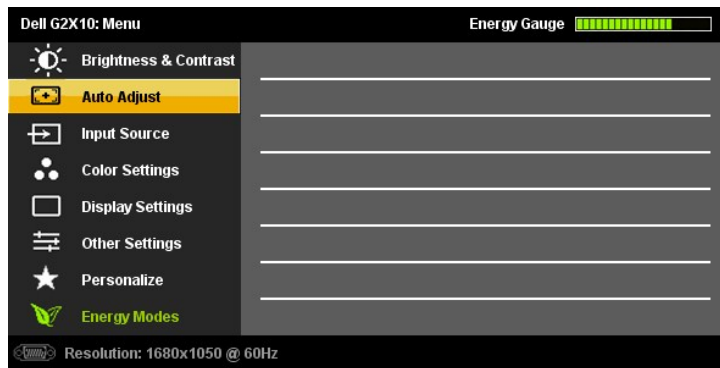 Dell G2X10: Menu
Energy Gauge
Brightness & Contrast
Auto Adjust
Input Source
Color Settings
Display Settings
Other Settings
Personalize
Energy Modes
Resolution: 1680x1050 @ 60Hz